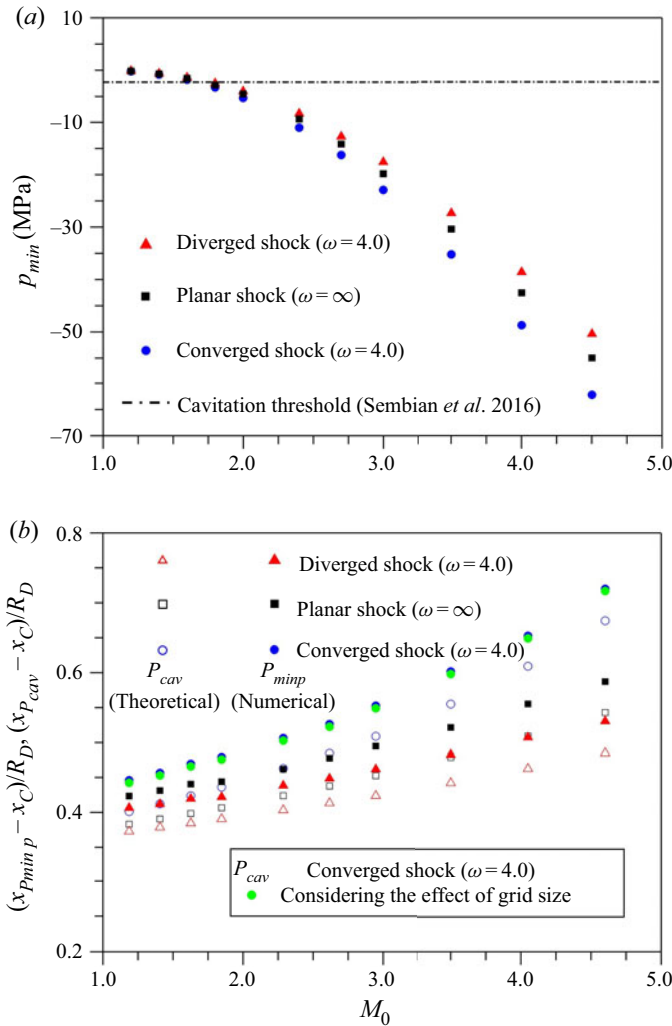 (a)
10
–10
–30
–50
–70
p_min (MPa)
Diverged shock (ω = 4.0)
Planar shock (ω = ∞)
Converged shock (ω = 4.0)
Cavitation threshold (Sembian et al. 2016)
1.0 2.0 3.0 4.0 5.0
(b)
0.8
0.6
0.4
0.2
(x_Pmin p – x_C)/R_D, (x_Pcav – x_C)/R_D
Diverged shock (ω = 4.0)
Planar shock (ω = ∞)
Converged shock (ω = 4.0)
P_cav P_minp
(Theoretical) (Numerical)
P_cav Converged shock (ω = 4.0)
Considering the effect of grid size
1.0 2.0 3.0 4.0 5.0
M_0